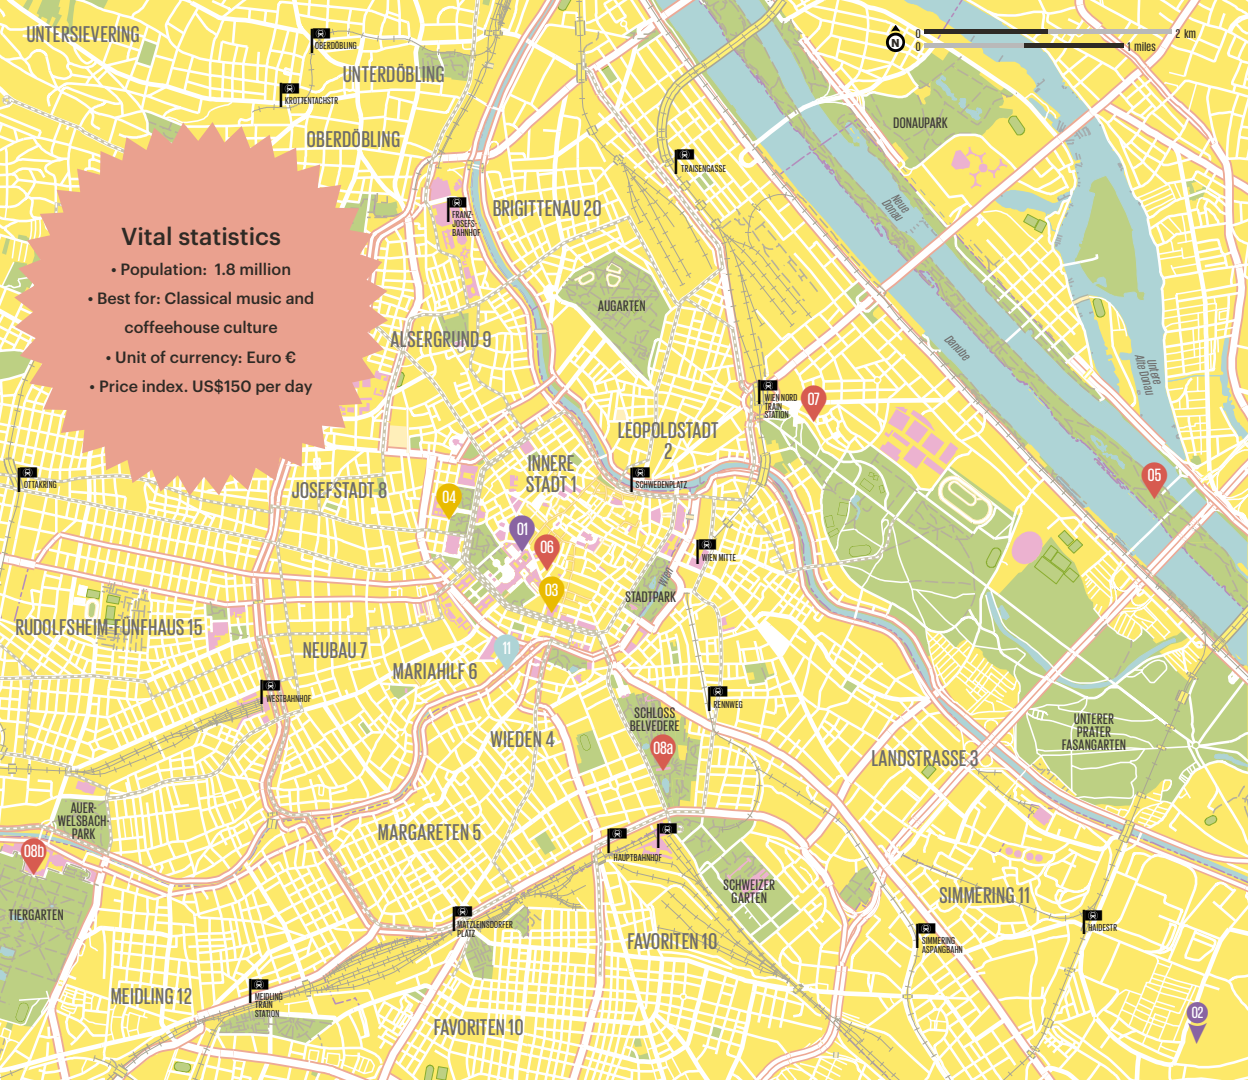 UNTERSIEVERING
OBERDÖBLING
0
2 km
N
0
1 miles
UNTERDÖBLING
KROTTENTACHSTR
DONAUPARK
OBERDÖBLING
TRAISENGASSE
BRIGITTENAU 20
FRANZ-
JOSEFS-
BAHNHOF
Neue
Donau
Vital statistics
• Population: 1.8 million
• Best for: Classical music and
coffeehouse culture
• Unit of currency: Euro €
• Price index. US$150 per day
AUGARTEN
ALSERGRUND 9
Danube
Untere
Alte Donau
WIEN NORD
TRAIN
STATION
07
LEOPOLDSTADT
2
INNERE
STADT 1
OTTAKRING
SCHWEDENPLATZ
05
JOSEFSTADT 8
04
01
06
WIEN MITTE
Wien
03
STADTPARK
RUDOLFSHEIM-FÜNFHAUS 15
NEUBAU 7
11
MARIAHILF 6
WESTBAHNHOF
RENNWEG
SCHLOSS
BELVEDERE
08a
UNTERER
PRATER
FASANGARTEN
WIEDEN 4
LANDSTRASSE 3
AUER-
WELSBACH-
PARK
MARGARETEN 5
08b
HAUPTBAHNHOF
SCHWEIZER
GARTEN
SIMMERING 11
TIERGARTEN
MATZLEINSDORFER
PLATZ
HAIDESTR
FAVORITEN 10
SIMMERING
ASPANGBAHN
MEIDLING 12
MEIDLING
TRAIN
STATION
02
FAVORITEN 10